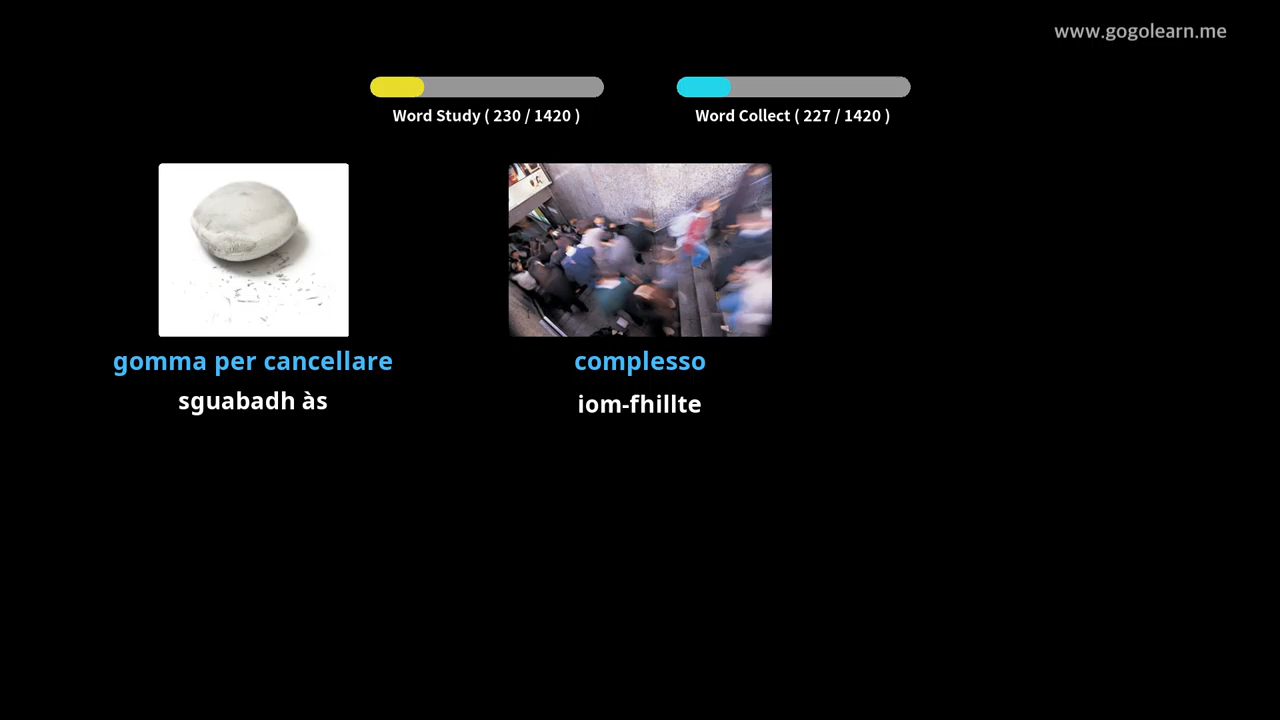 www.gogolearn.me
Word Study ( 230 / 1420 )
Word Collect ( 227 / 1420 )
gomma per cancellare
sguabadh às
complesso
iom-fhillte